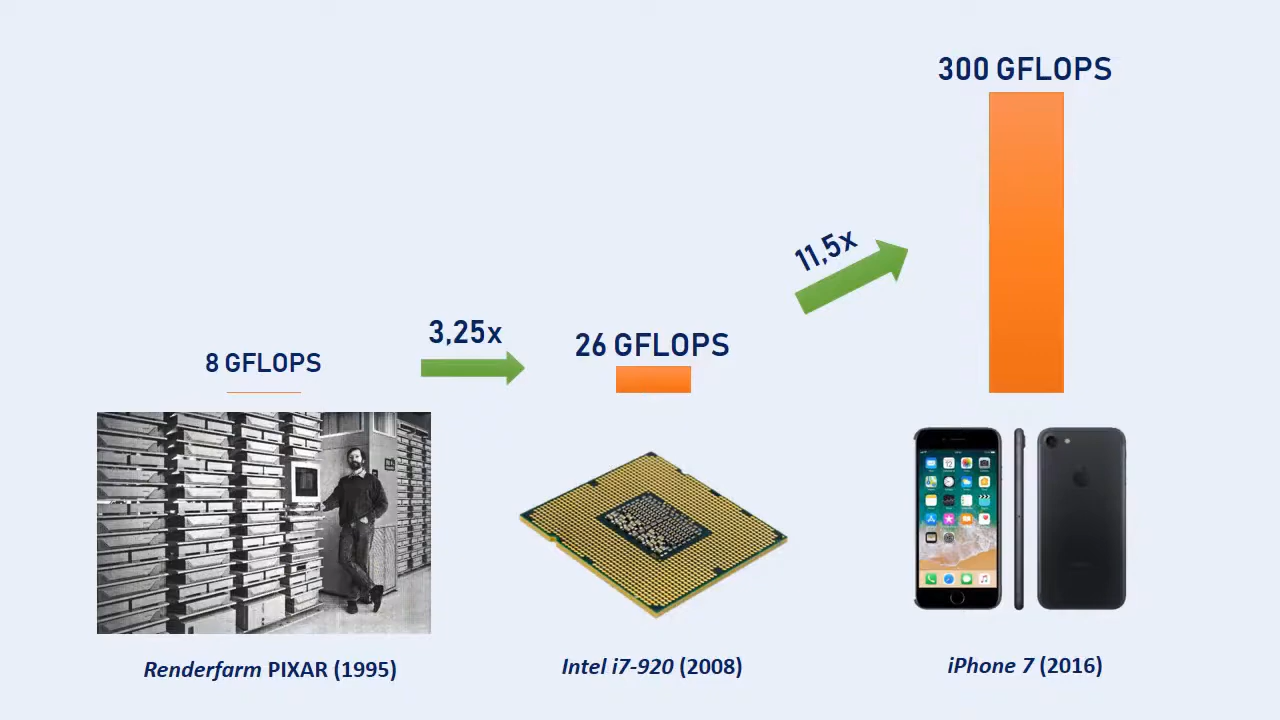 300 GFLOPS
11,5x
3,25x
26 GFLOPS
8 GFLOPS
Renderfarm PIXAR (1995)
Intel i7-920 (2008)
iPhone 7 (2016)